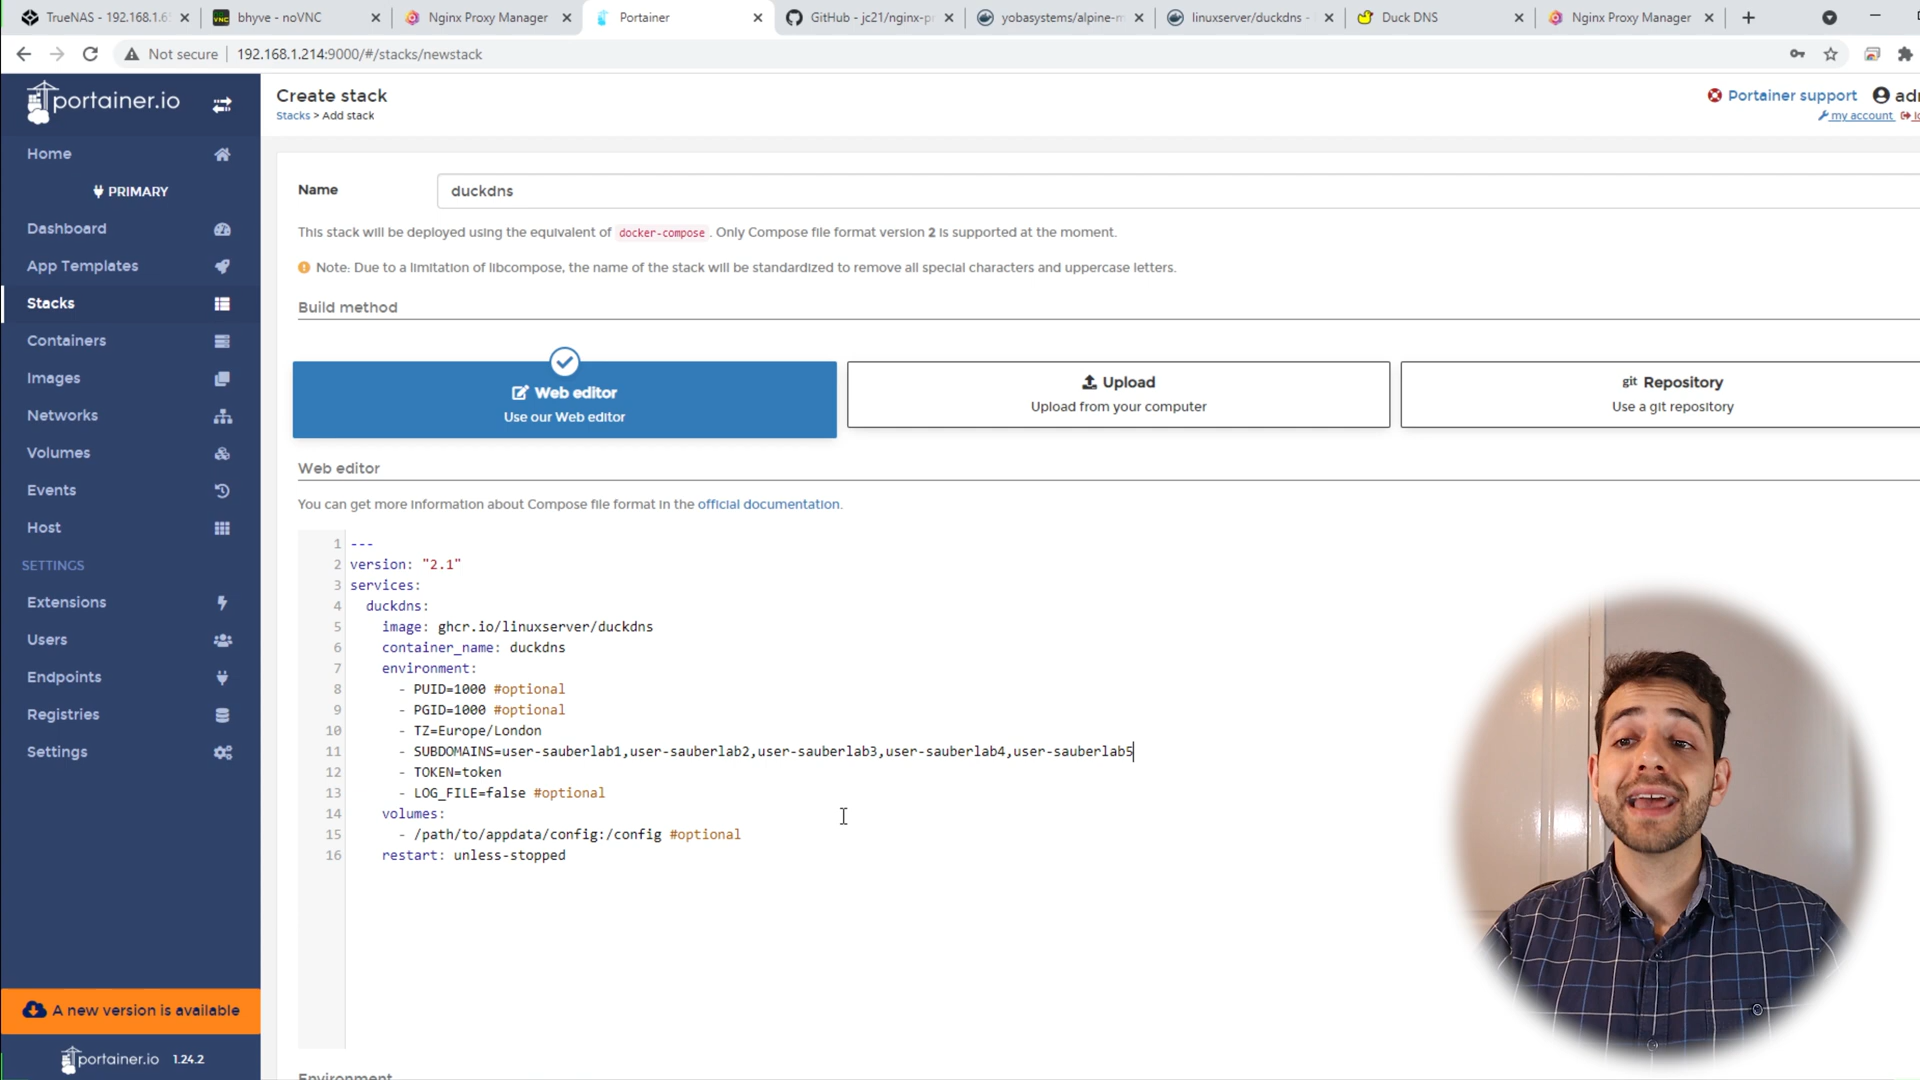 TrueNAS - 192.168.1.6
bhyve - noVNC
Nginx Proxy Manager
Portainer
GitHub - jc21/nginx-pr
yobasystems/alpine-m
linuxserver/duckdns -
Duck DNS
Nginx Proxy Manager
Not secure
192.168.1.214:9000/#/stacks/newstack
portainer.io
Home
PRIMARY
Dashboard
App Templates
Stacks
Containers
Images
Networks
Volumes
Events
Host
SETTINGS
Extensions
Users
Endpoints
Registries
Settings
A new version is available
portainer.io 1.24.2
Create stack
Stacks > Add stack
Portainer support
adm
my account
Name
duckdns
This stack will be deployed using the equivalent of docker-compose. Only Compose file format version 2 is supported at the moment.
Note: Due to a limitation of libcompose, the name of the stack will be standardized to remove all special characters and uppercase letters.
Build method
Web editor
Use our Web editor
Upload
Upload from your computer
git Repository
Use a git repository
Web editor
You can get more information about Compose file format in the official documentation.
1 ---
2 version: "2.1"
3 services:
4 duckdns:
5 image: ghcr.io/linuxserver/duckdns
6 container_name: duckdns
7 environment:
8 - PUID=1000 #optional
9 - PGID=1000 #optional
10 - TZ=Europe/London
11 - SUBDOMAINS=user-sauberlab1,user-sauberlab2,user-sauberlab3,user-sauberlab4,user-sauberlab5
12 - TOKEN=token
13 - LOG_FILE=false #optional
14 volumes:
15 - /path/to/appdata/config:/config #optional
16 restart: unless-stopped
Environment